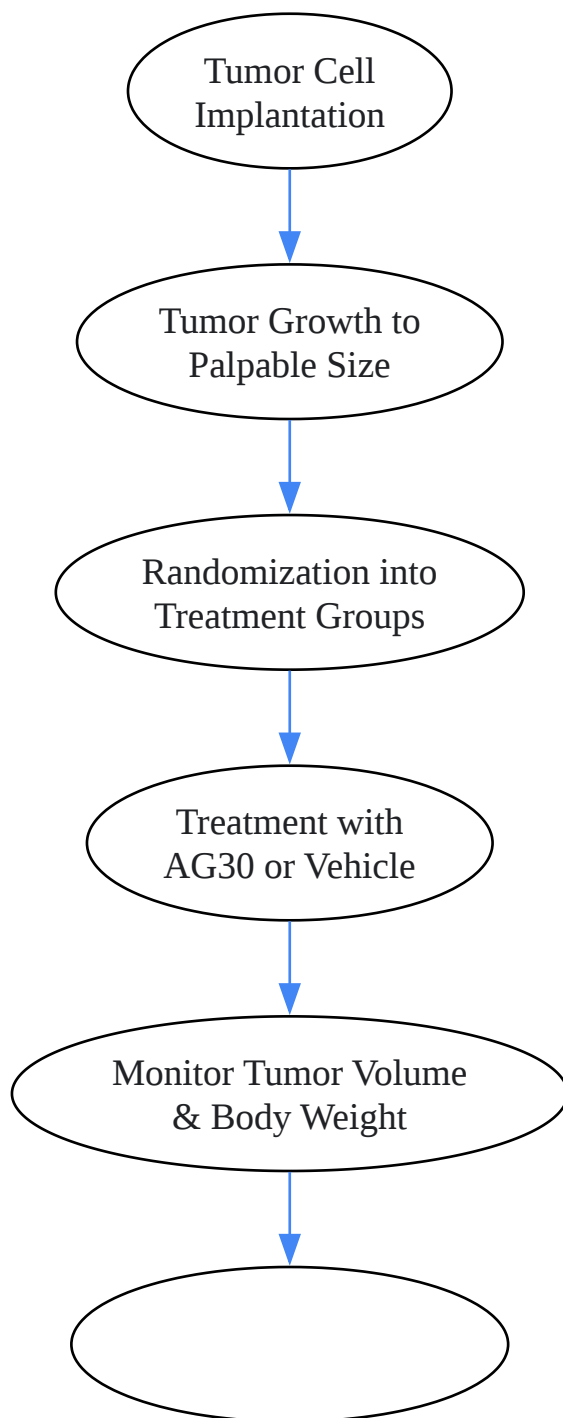 Tumor Cell
Implantation
Tumor Growth to
Palpable Size
Randomization into
Treatment Groups
Treatment with
AG30 or Vehicle
Monitor Tumor Volume
& Body Weight